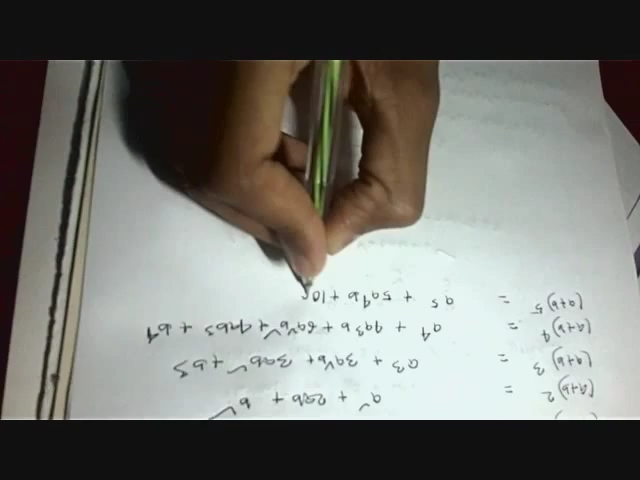 (a+b)2 = a² + 2ab + b²
(a+b)3 = a3 + 3a²b + 3ab² + b3
(a+b)4 = a4 + 4a3b + 6a²b² + 4ab3 + b4
(a+b)5 = a5 + 5a4b + 10